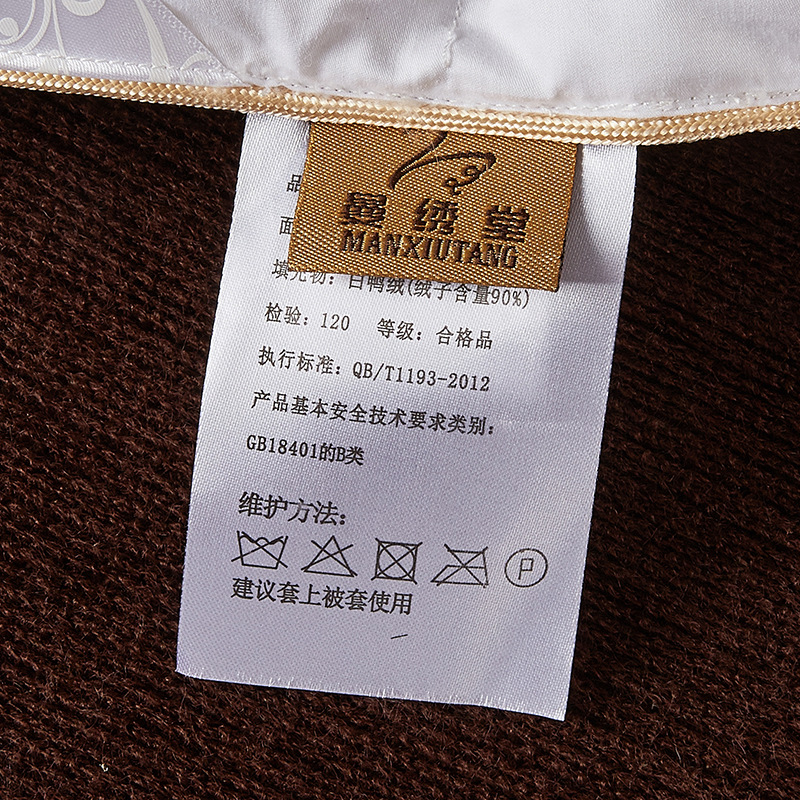 曼绣堂
MANXIUTANG
品
面
填充物：白鸭绒(绒子含量90%)
检验：120 等级：合格品
执行标准：QB/T1193-2012
产品基本安全技术要求类别：
GB18401的B类
维护方法：
P
建议套上被套使用